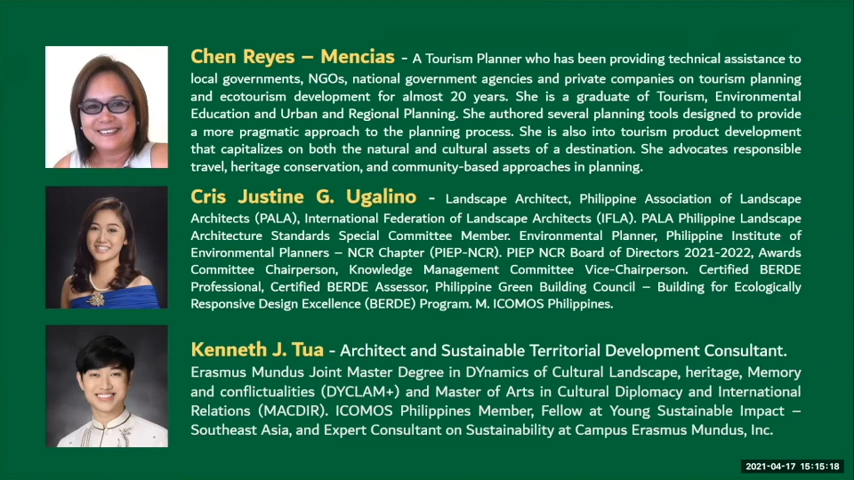 Chen Reyes – Mencias - A Tourism Planner who has been providing technical assistance to
local governments, NGOs, national government agencies and private companies on tourism planning
and ecotourism development for almost 20 years. She is a graduate of Tourism, Environmental
Education and Urban and Regional Planning. She authored several planning tools designed to provide
a more pragmatic approach to the planning process. She is also into tourism product development
that capitalizes on both the natural and cultural assets of a destination. She advocates responsible
travel, heritage conservation, and community-based approaches in planning.
Cris Justine G. Ugalino - Landscape Architect, Philippine Association of Landscape
Architects (PALA), International Federation of Landscape Architects (IFLA). PALA Philippine Landscape
Architecture Standards Special Committee Member. Environmental Planner, Philippine Institute of
Environmental Planners – NCR Chapter (PIEP-NCR). PIEP NCR Board of Directors 2021-2022, Awards
Committee Chairperson, Knowledge Management Committee Vice-Chairperson. Certified BERDE
Professional, Certified BERDE Assessor, Philippine Green Building Council – Building for Ecologically
Responsive Design Excellence (BERDE) Program. M. ICOMOS Philippines.
Kenneth J. Tua - Architect and Sustainable Territorial Development Consultant.
Erasmus Mundus Joint Master Degree in DYnamics of Cultural Landscape, heritage, Memory
and conflictualities (DYCLAM+) and Master of Arts in Cultural Diplomacy and International
Relations (MACDIR). ICOMOS Philippines Member, Fellow at Young Sustainable Impact –
Southeast Asia, and Expert Consultant on Sustainability at Campus Erasmus Mundus, Inc.
2021-04-17 15:15:18